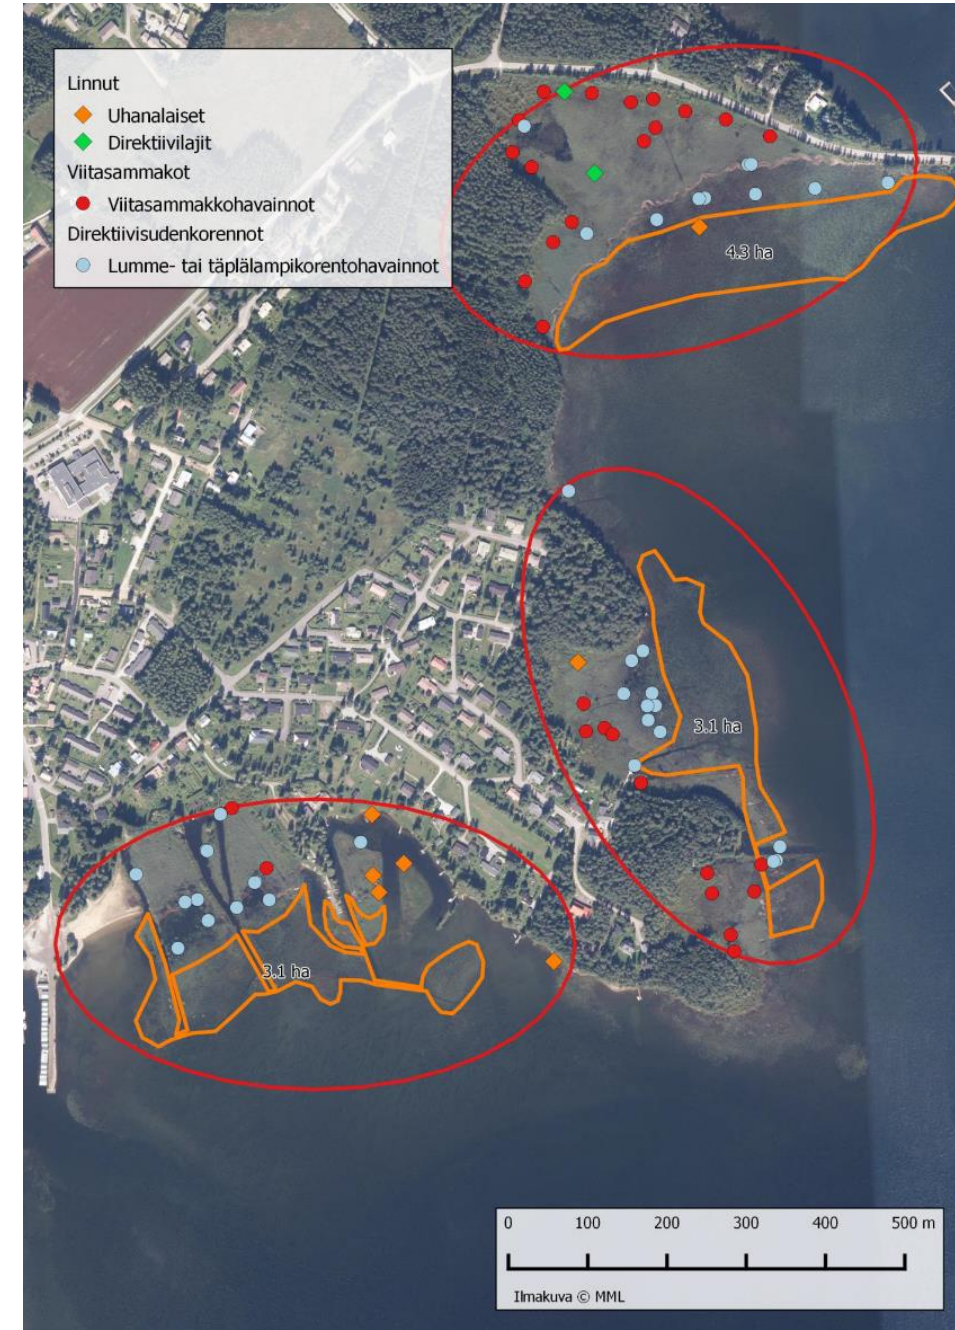 Linnut
Uhanalaiset
Direktiivilajit
Viitasammakot
Viitasammakkohavainnot
Direktiivisudenkorennot
Lumme- tai täplälampikorentohavainnot
4.3 ha
3.1 ha
3.1 ha
0 100 200 300 400 500 m
Ilmakuva © MML